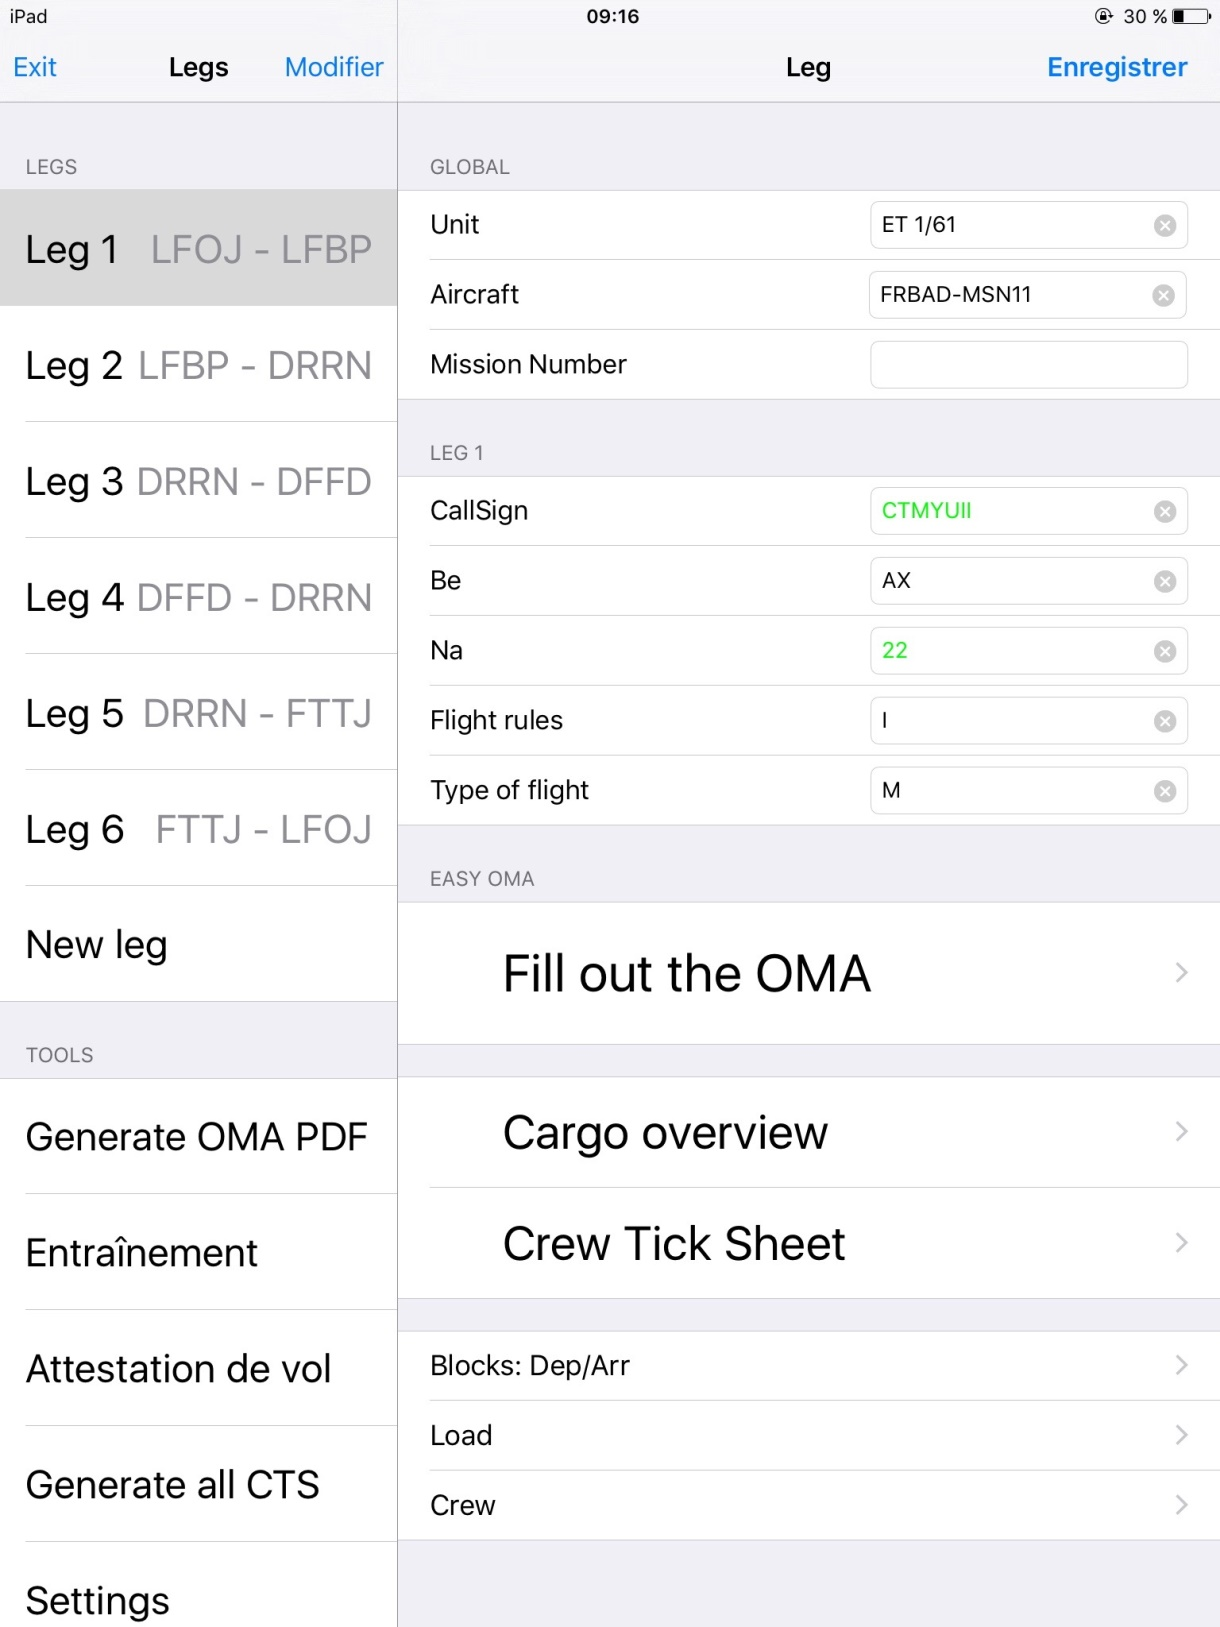 iPad
09:16
30 %
Exit
Legs
Modifier
LEGS
Leg 1 LFOJ - LFBP
Leg 2 LFBP - DRRN
Leg 3 DRRN - DFFD
Leg 4 DFFD - DRRN
Leg 5 DRRN - FTTJ
Leg 6 FTTJ - LFOJ
New leg
TOOLS
Generate OMA PDF
Entraînement
Attestation de vol
Generate all CTS
Settings
Leg
Enregistrer
GLOBAL
Unit ET 1/61
Aircraft FRBAD-MSN11
Mission Number
LEG 1
CallSign CTMYUII
Be AX
Na 22
Flight rules I
Type of flight M
EASY OMA
Fill out the OMA
Cargo overview
Crew Tick Sheet
Blocks: Dep/Arr
Load
Crew